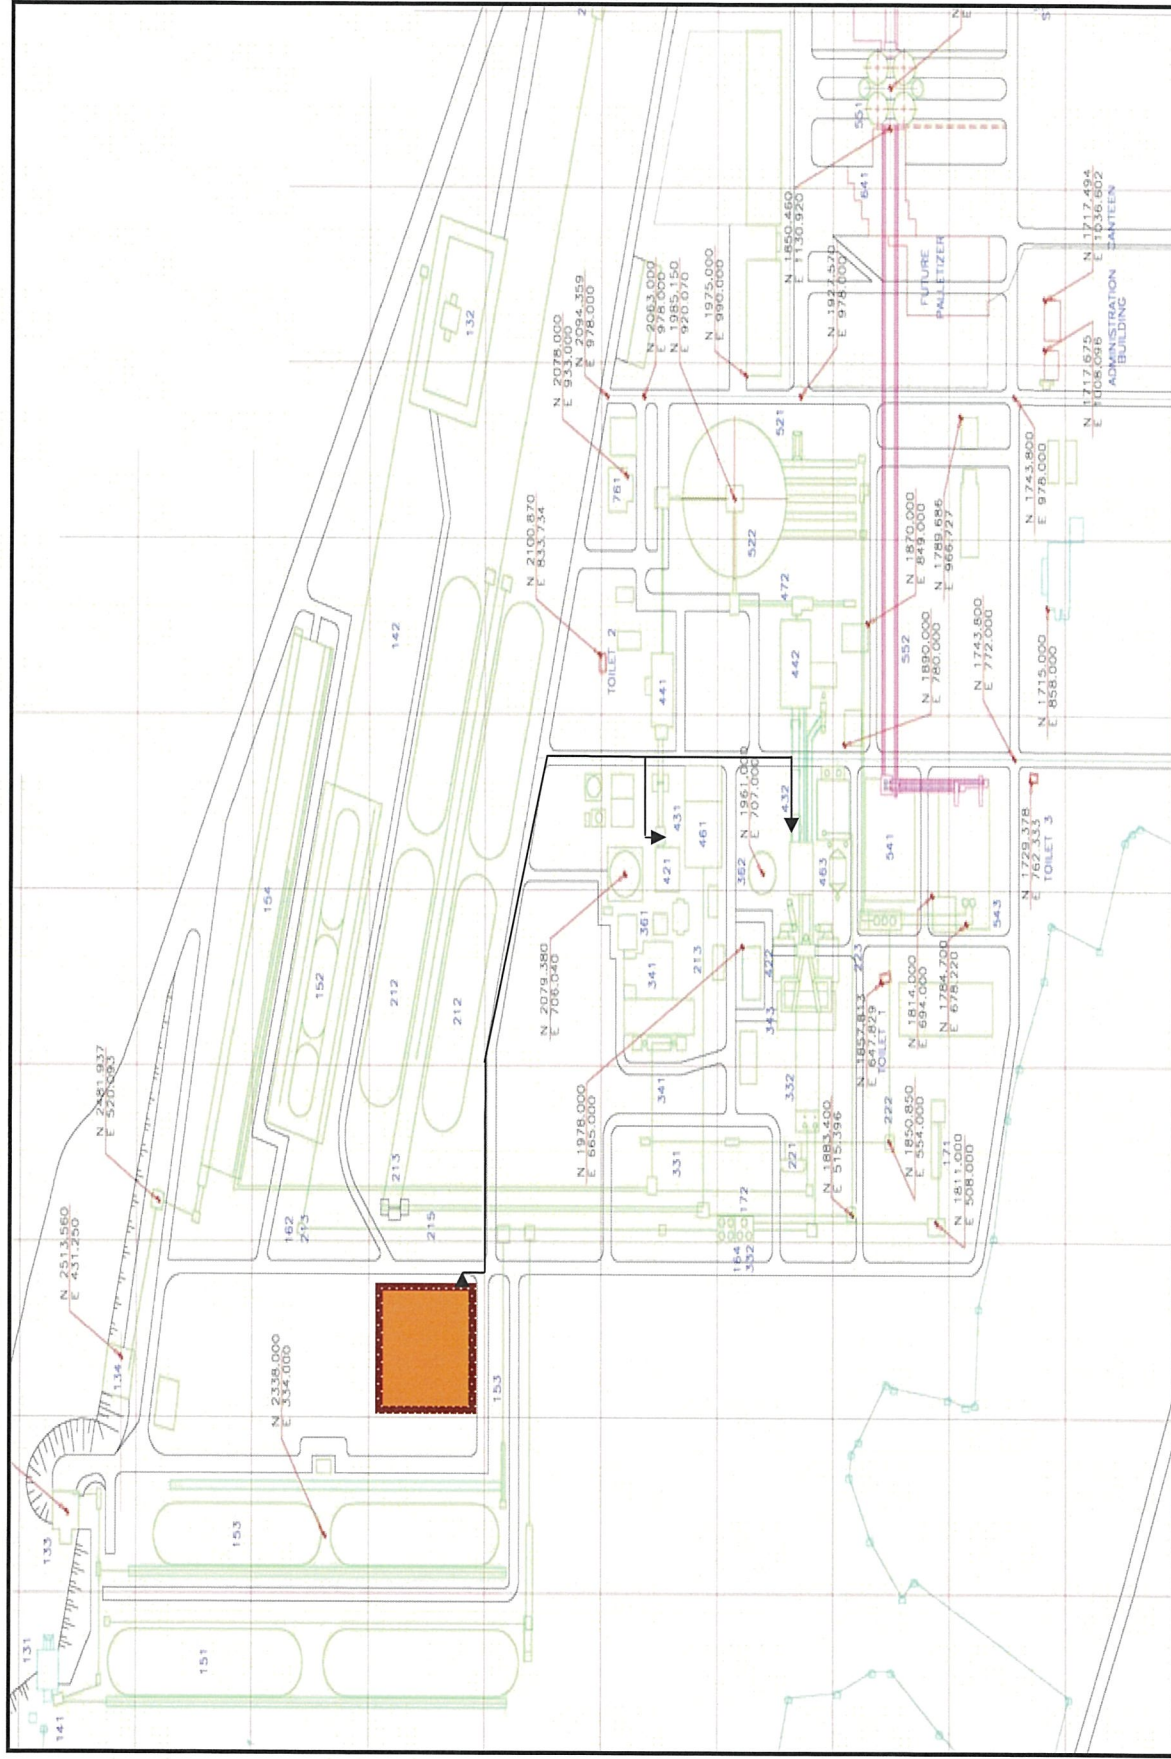 141
131
133
134
N 2513.560
E 431.250
N 2481.937
E 520.093
151
153
N 2338.000
E 334.000
162
213
154
152
142
132
213
215
212
212
153
N 2079.380
E 706.040
N 2100.870
E 833.734
TOILET 2
N 2078.000
E 933.000
N 2094.359
E 978.000
761
N 1978.000
E 665.000
341
331
341
361
213
421
431
461
441
N 2063.000
E 978.000
N 1985.150
E 920.070
N 1975.000
E 990.000
164
332
172
221
332
343
422
362
N 1961.000
E 707.000
432
463
442
472
522
521
N 1850.460
E 1130.920
N 1927.570
E 978.000
N 1883.400
E 515.396
N 1857.813
E 647.829
TOILET 1
223
222
541
552
551
641
N 1850.850
E 554.000
N 1814.000
E 694.000
N 1890.000
E 780.000
N 1870.000
E 849.000
171
N 1811.000
E 508.000
N 1784.700
E 678.220
543
N 1789.686
E 966.727
FUTURE
PALLETIZER
N 1743.800
E 772.000
N 1743.800
E 978.000
N 1729.378
E 762.333
TOILET 3
N 1715.000
E 858.000
N 1717.675
E 1008.096
ADMINISTRATION
BUILDING
N 1717.494
E 1036.602
CANTEEN